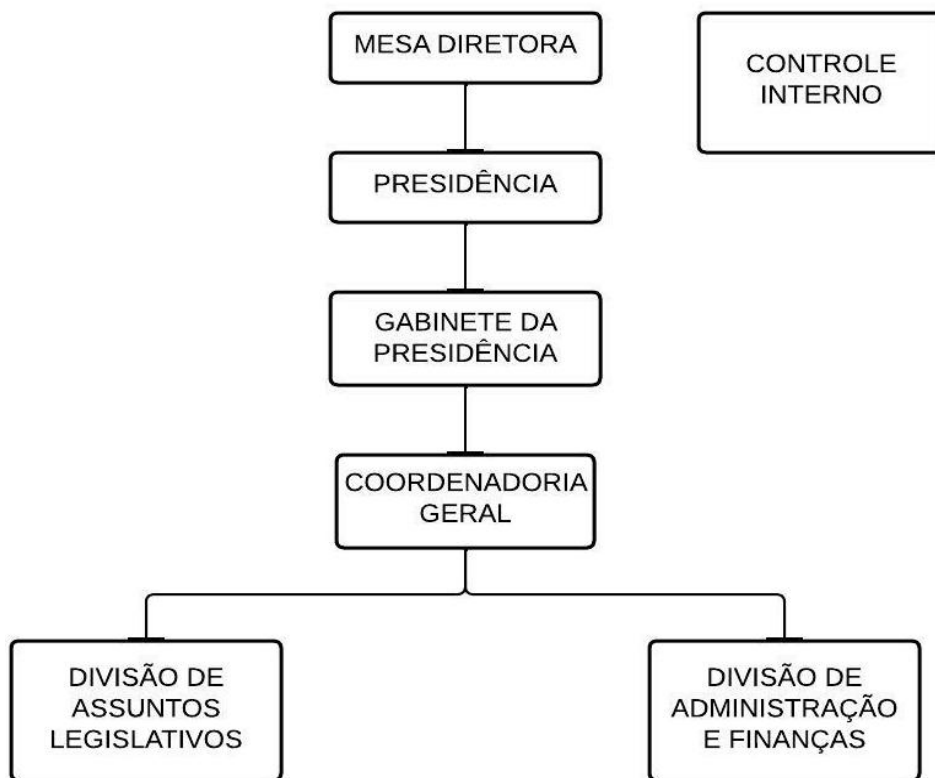 MESA DIRETORA
CONTROLE
INTERNO
PRESIDÊNCIA
GABINETE DA
PRESIDÊNCIA
COORDENADORIA
GERAL
DIVISÃO DE
ASSUNTOS
LEGISLATIVOS
DIVISÃO DE
ADMINISTRAÇÃO
E FINANÇAS